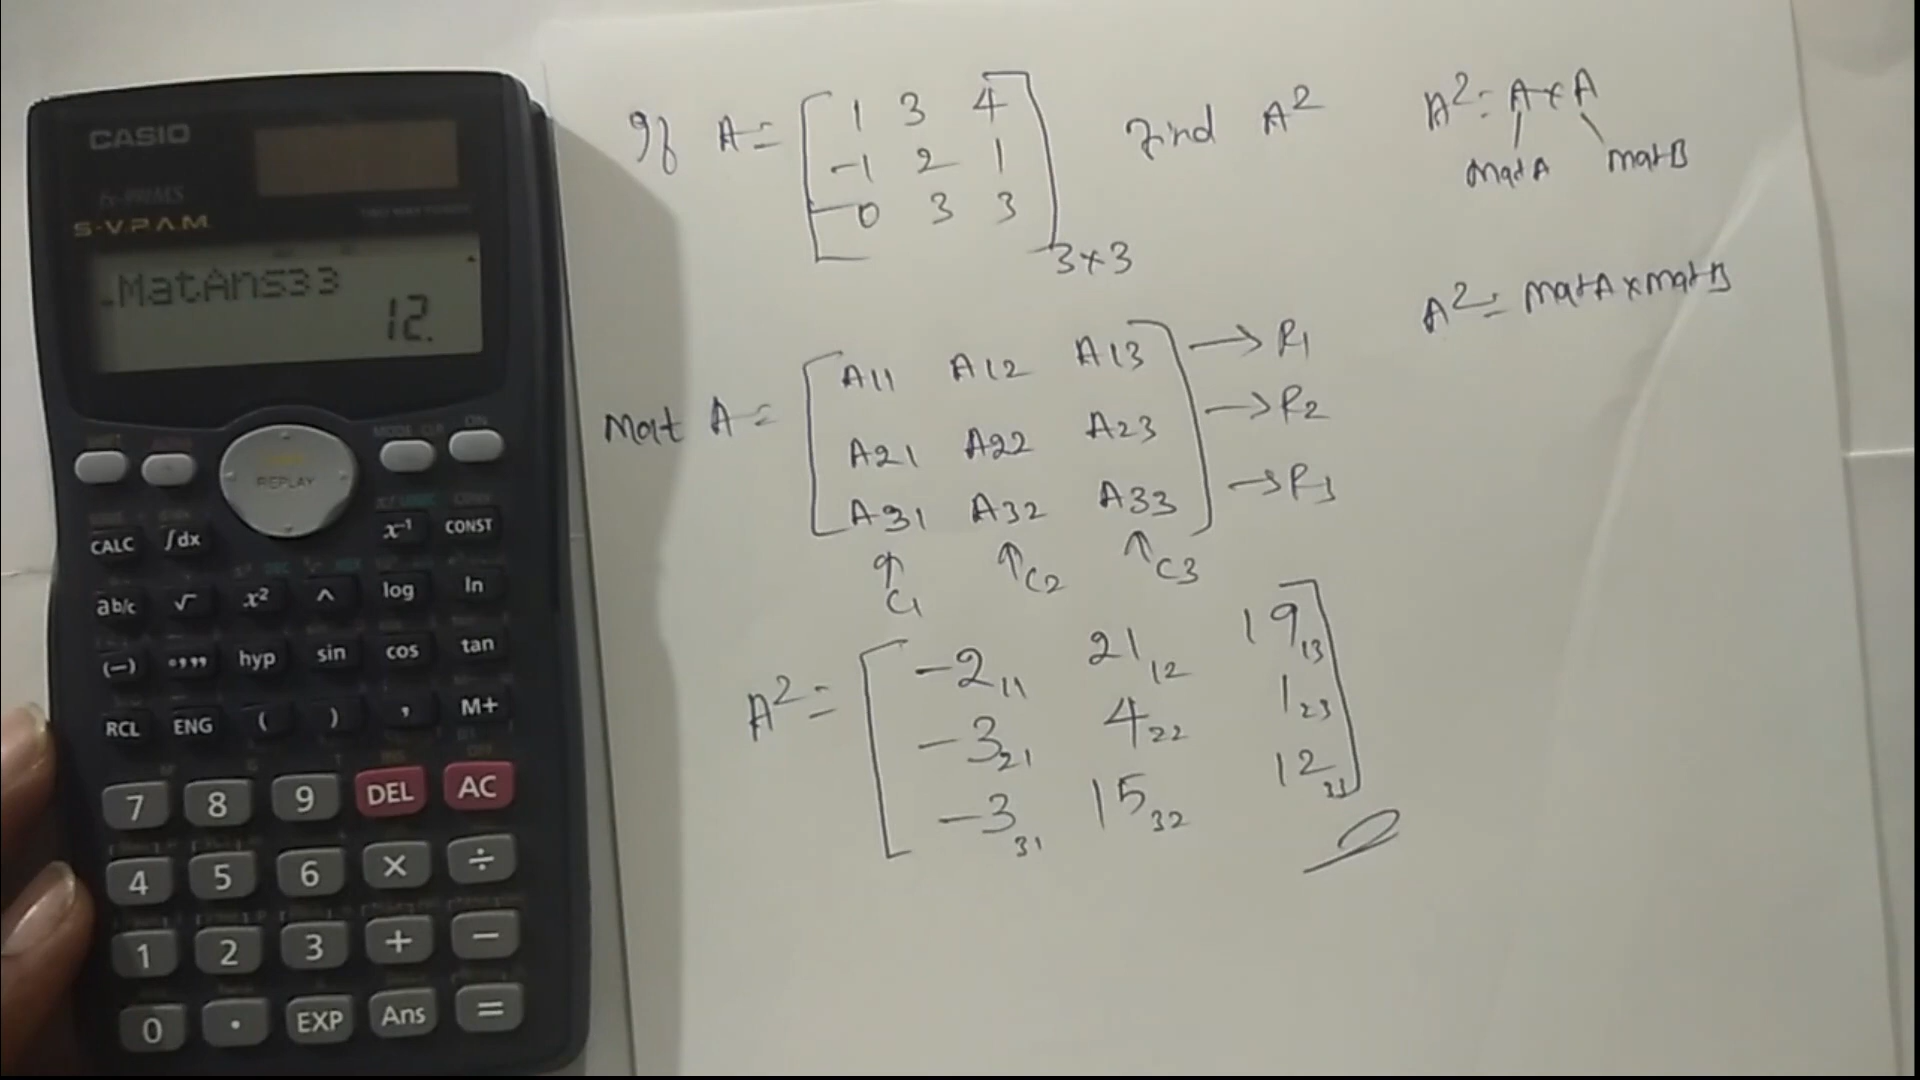 CASIO
S-V.P.A.M.
MatAns33
12.
REPLAY
CALC ∫dx x⁻¹ CONST
ab/c √ x² ^ log ln
(−) °,,, hyp sin cos tan
RCL ENG ( ) , M+
7 8 9 DEL AC
4 5 6 × ÷
1 2 3 + −
0 . EXP Ans =
If A = [ 1 3 4 Find A² A² = A × A
-1 2 1 MatA MatB
0 3 3 ] 3×3
A² = MatA × MatB
Mat A = [ A11 A12 A13 → R1
A21 A22 A23 → R2
A31 A32 A33 ] → R3
↑ C1 ↑ C2 ↑ C3
A² = [ -2 11 21 12 19 13
-3 21 4 22 1 23
-3 31 15 32 12 33 ]